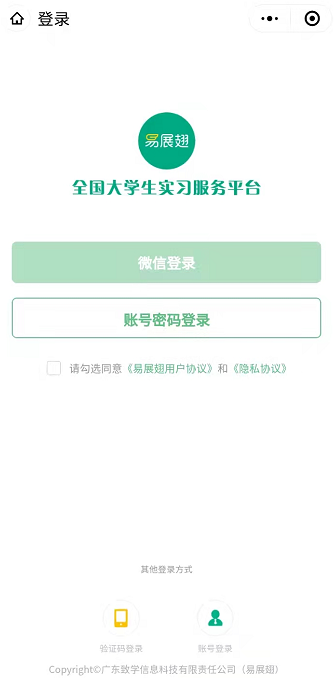 登录
易展翅
全国大学生实习服务平台
微信登录
账号密码登录
请勾选同意《易展翅用户协议》和《隐私协议》
其他登录方式
验证码登录 账号登录
Copyright©广东致学信息科技有限责任公司（易展翅）